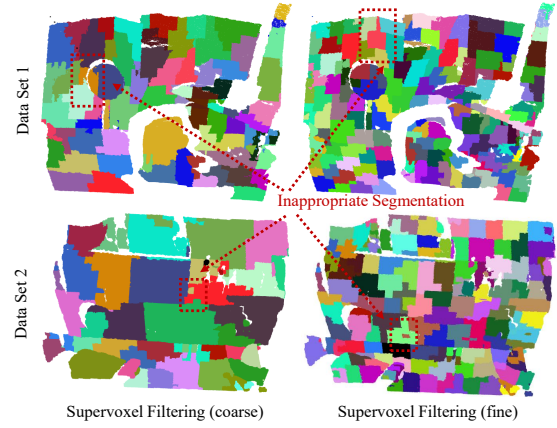 Data Set 1
Inappropriate Segmentation
Data Set 2
Supervoxel Filtering (coarse)
Supervoxel Filtering (fine)